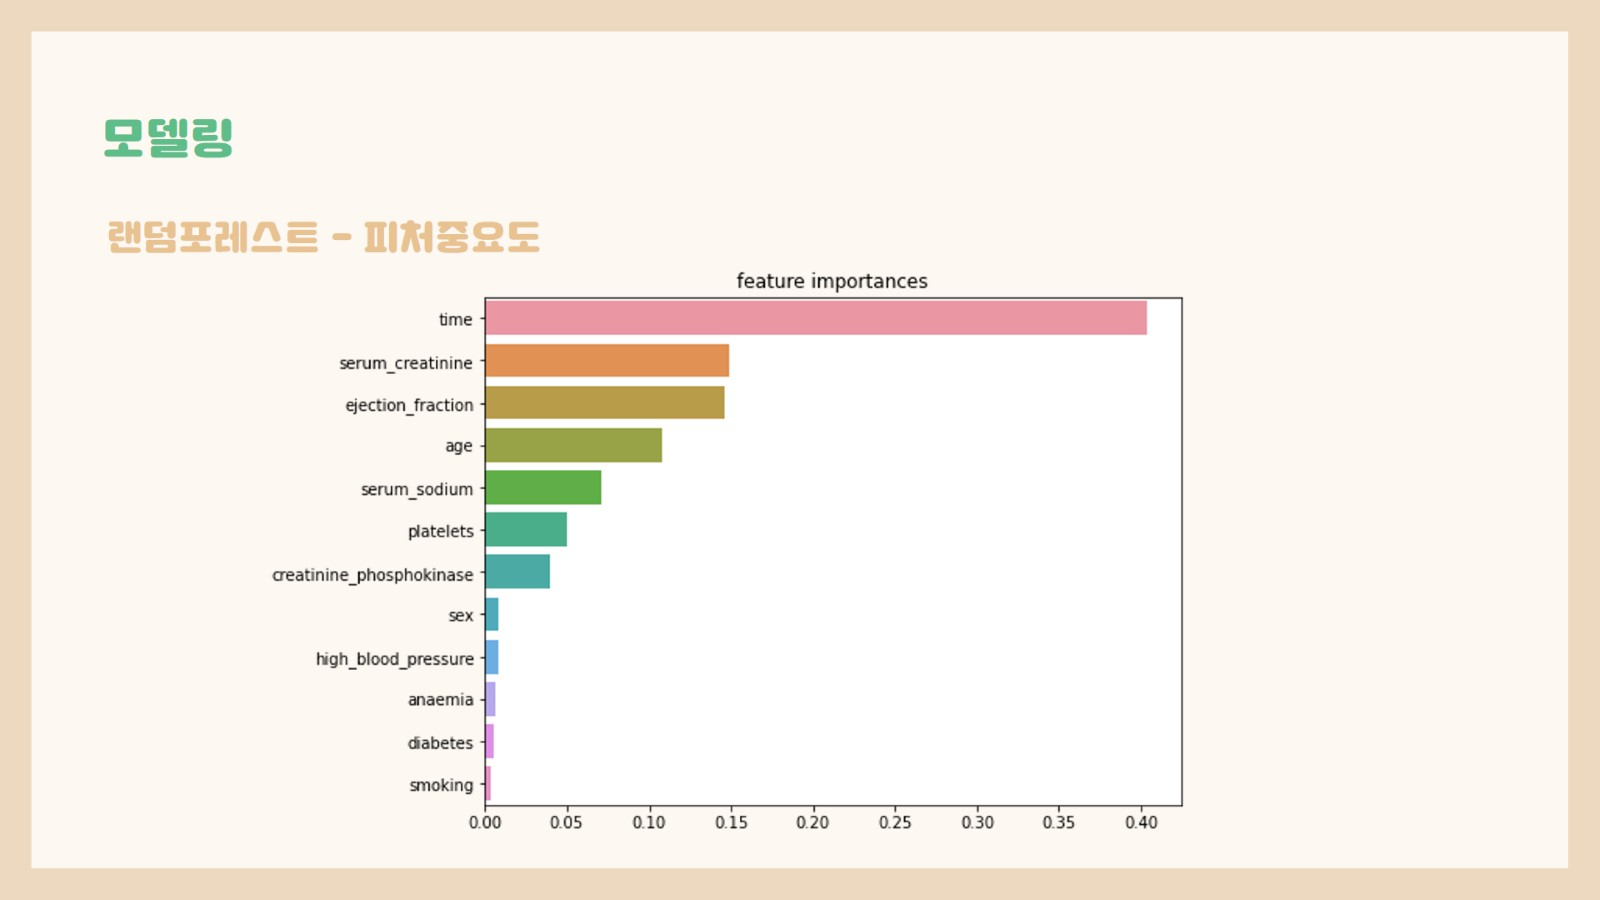 모델링
랜덤포레스트 - 피처중요도
feature importances
time
serum_creatinine
ejection_fraction
age
serum_sodium
platelets
creatinine_phosphokinase
sex
high_blood_pressure
anaemia
diabetes
smoking
0.00 0.05 0.10 0.15 0.20 0.25 0.30 0.35 0.40